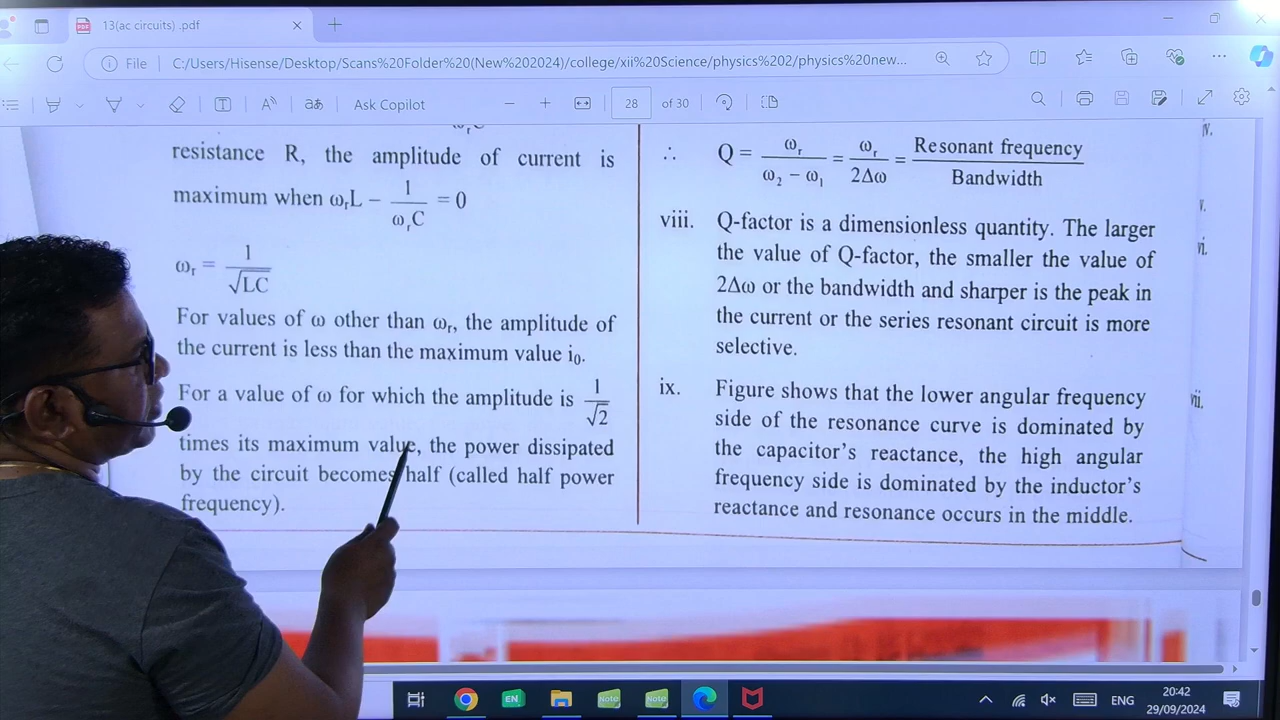 13(ac circuits) .pdf
File
C:/Users/Hisense/Desktop/Scans%20Folder%20(New%202024)/college/xii%20Science/physics%202/physics%20new...
Ask Copilot
28 of 30
resistance R, the amplitude of current is
maximum when ωᵣL − 1/(ωᵣC) = 0
ωᵣ = 1/√LC
For values of ω other than ωᵣ, the amplitude of
the current is less than the maximum value i₀.
For a value of ω for which the amplitude is 1/√2
times its maximum value, the power dissipated
by the circuit becomes half (called half power
frequency).
∴ Q = ωᵣ/(ω₂ − ω₁) = ωᵣ/2Δω = Resonant frequency/Bandwidth
viii. Q-factor is a dimensionless quantity. The larger
the value of Q-factor, the smaller the value of
2Δω or the bandwidth and sharper is the peak in
the current or the series resonant circuit is more
selective.
ix. Figure shows that the lower angular frequency
side of the resonance curve is dominated by
the capacitor's reactance, the high angular
frequency side is dominated by the inductor's
reactance and resonance occurs in the middle.
iv.
v.
vi.
vii.
EN
Note
Note
ENG
20:42
29/09/2024